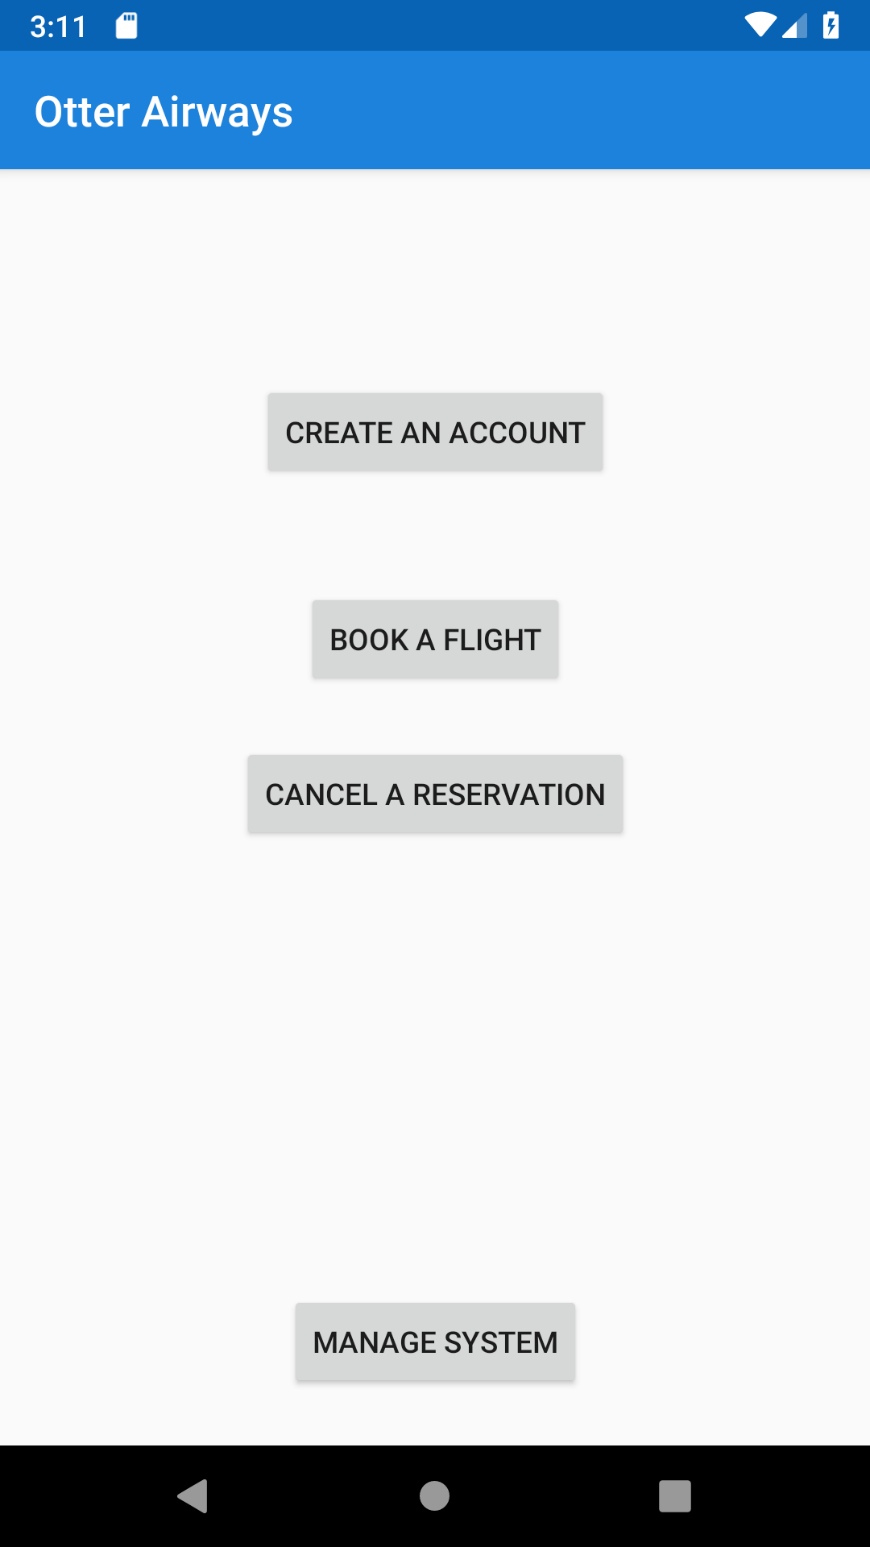 3:11
Otter Airways
CREATE AN ACCOUNT
BOOK A FLIGHT
CANCEL A RESERVATION
MANAGE SYSTEM